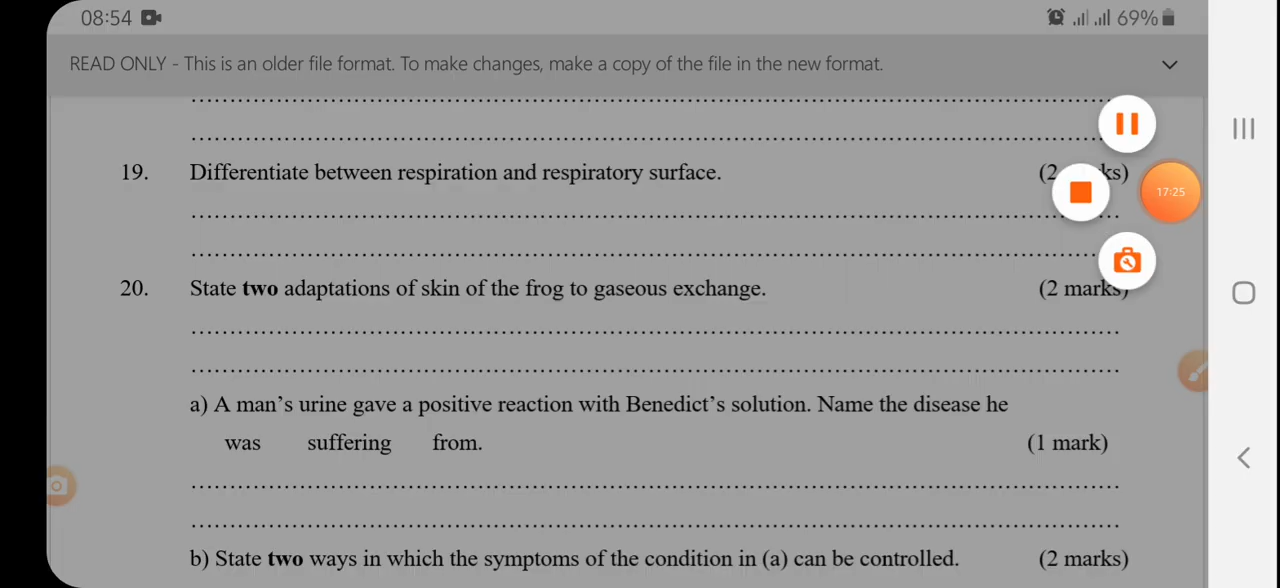 08:54 69%
READ ONLY - This is an older file format. To make changes, make a copy of the file in the new format.
19. Differentiate between respiration and respiratory surface. (2 ks)
17:25
20. State two adaptations of skin of the frog to gaseous exchange. (2 marks)
a) A man's urine gave a positive reaction with Benedict's solution. Name the disease he
was suffering from. (1 mark)
b) State two ways in which the symptoms of the condition in (a) can be controlled. (2 marks)